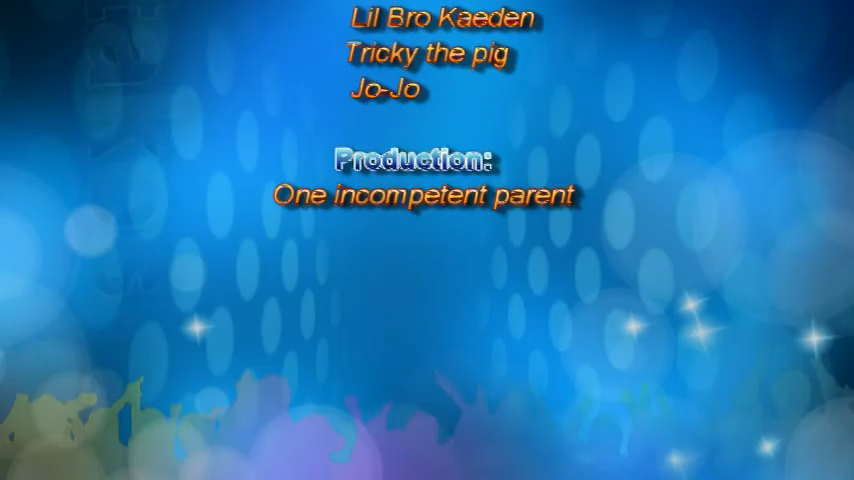 Lil Bro Kaeden
Tricky the pig
Jo-Jo
Production:
One incompetent parent